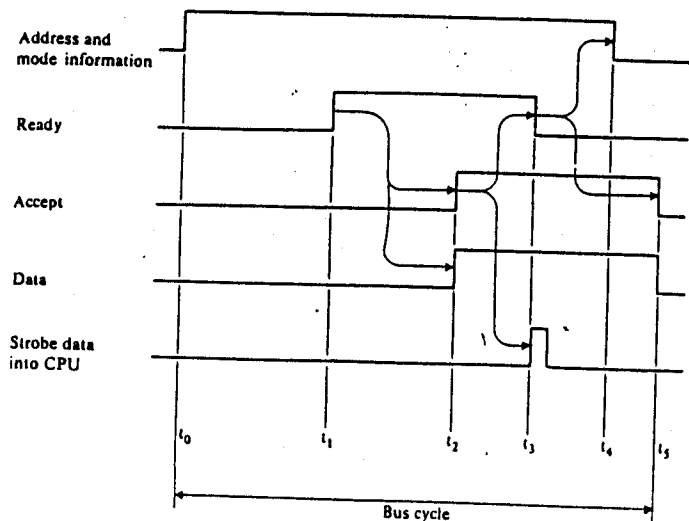 Address and
mode information
Ready
Accept
Data
Strobe data
into CPU
t0
t1
t2
t3
t4
t5
Bus cycle